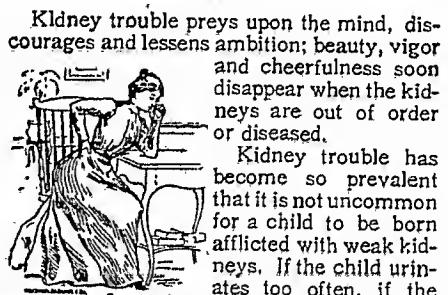 Kidney trouble preys upon the mind, dis-
courages and lessens ambition; beauty, vigor
and cheerfulness soon
disappear when the kid-
neys are out of order
or diseased.
Kidney trouble has
become so prevalent
that it is not uncommon
for a child to be born
afflicted with weak kid-
neys. If the child urin-
ates too often, if the